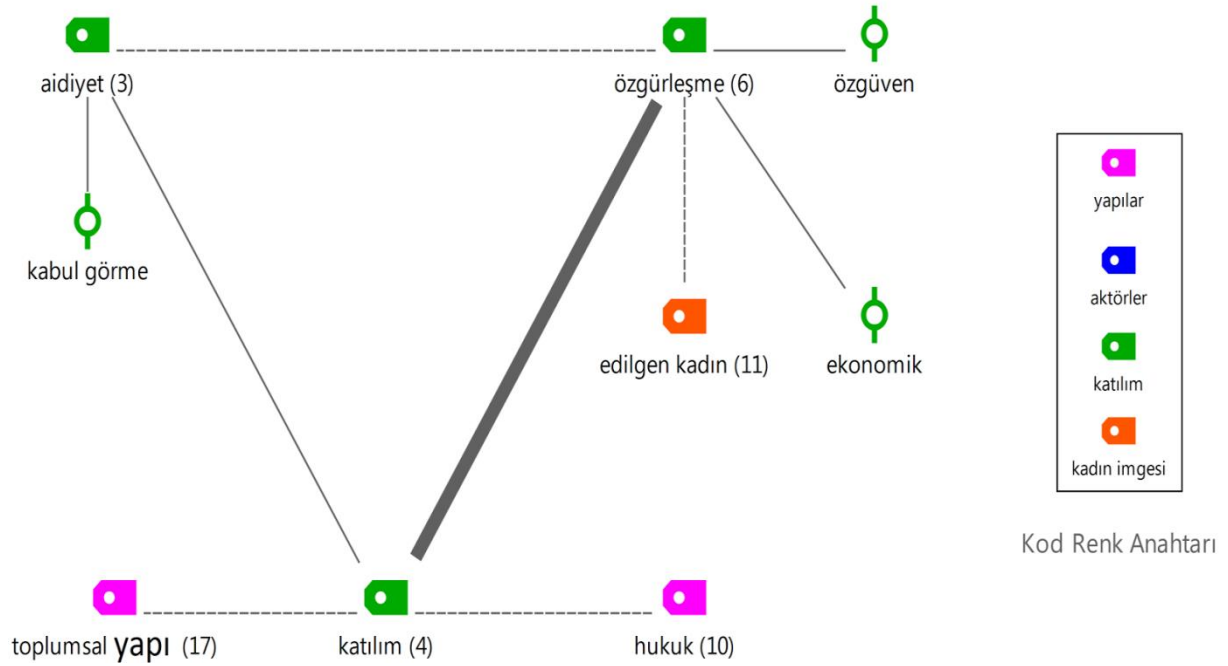 aidiyet (3)
özgürleşme (6)
özgüven
kabul görme
edilgen kadın (11)
ekonomik
toplumsal yapı (17)
katılım (4)
hukuk (10)
yapılar
aktörler
katılım
kadın imgesi
Kod Renk Anahtarı